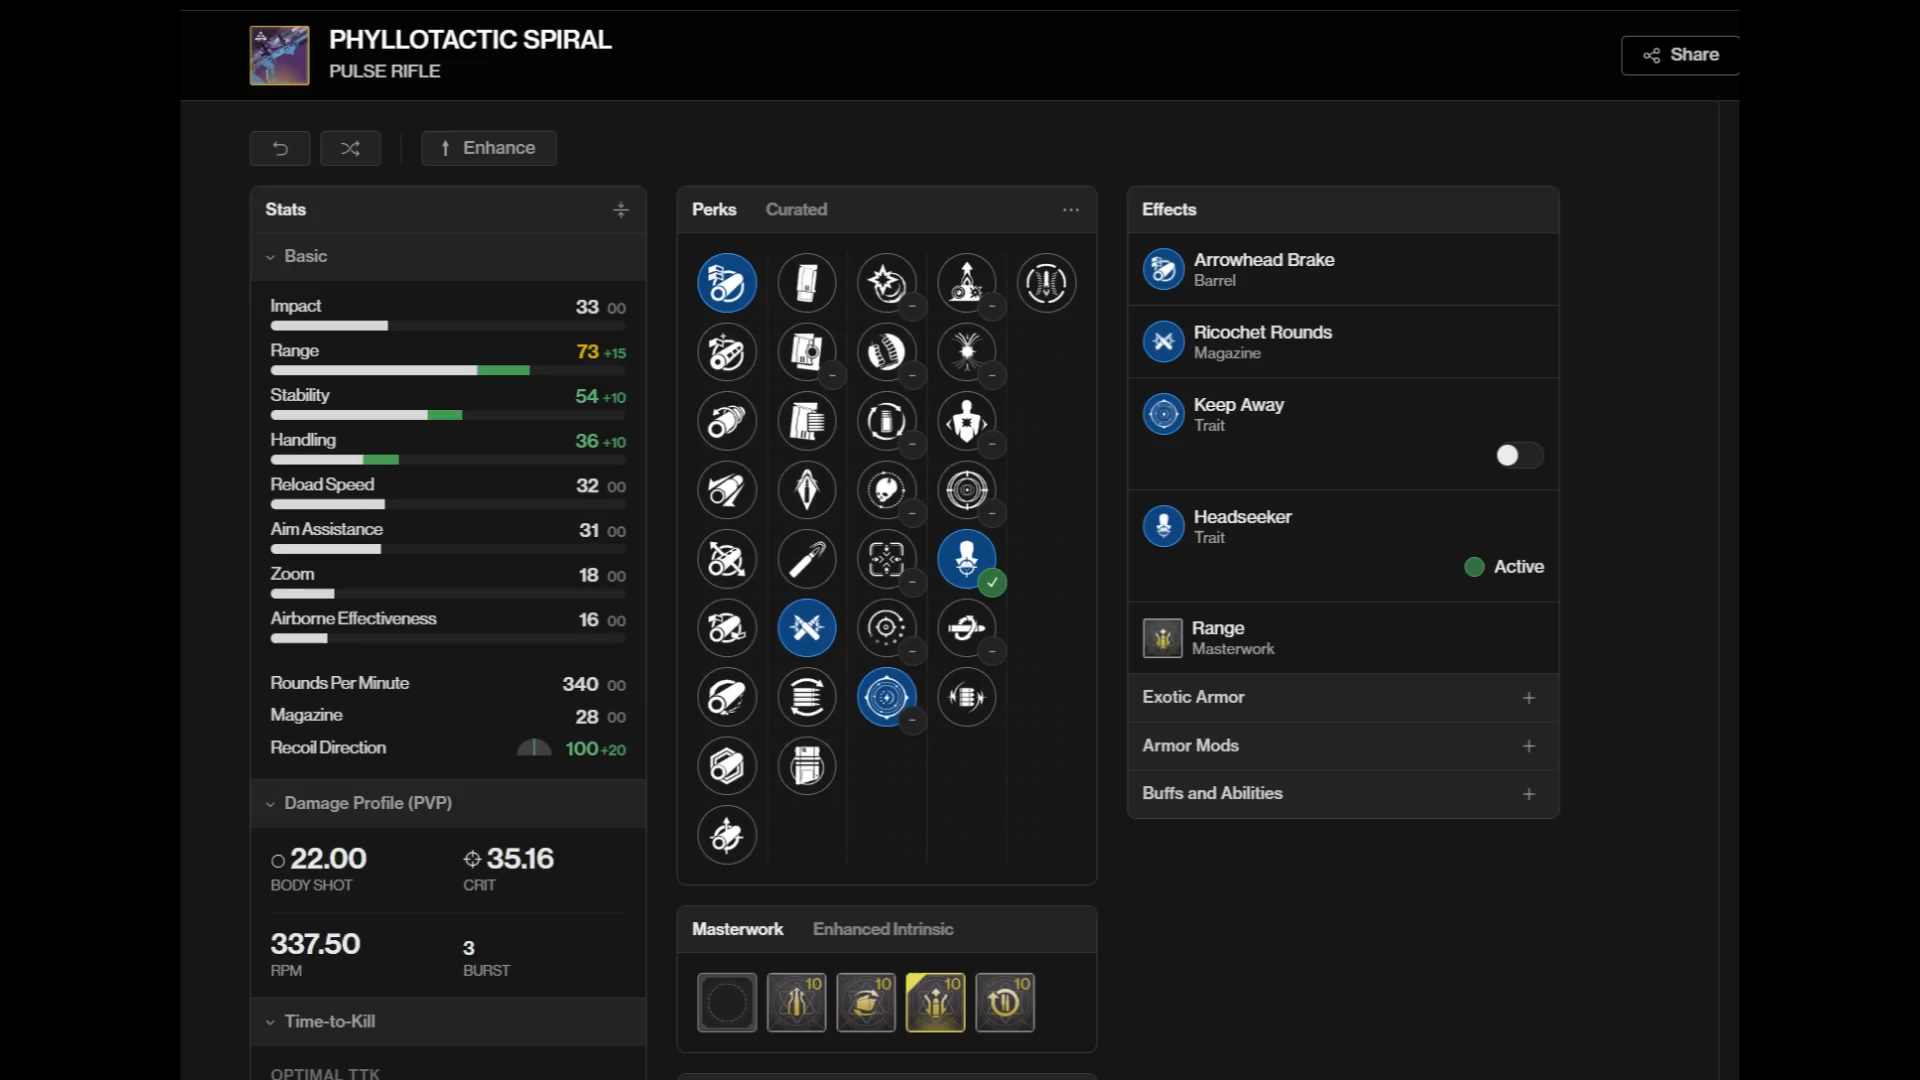 PHYLLOTACTIC SPIRAL
PULSE RIFLE
Share
Enhance
Stats
Basic
Impact 33 00
Range 73 +15
Stability 54 +10
Handling 36 +10
Reload Speed 32 00
Aim Assistance 31 00
Zoom 18 00
Airborne Effectiveness 16 00
Rounds Per Minute 340 00
Magazine 28 00
Recoil Direction 100 +20
Damage Profile (PVP)
22.00 35.16
BODY SHOT CRIT
337.50 3
RPM BURST
Time-to-Kill
OPTIMAL TTK
Perks Curated
Masterwork Enhanced Intrinsic
10 10 10 10
Effects
Arrowhead Brake
Barrel
Ricochet Rounds
Magazine
Keep Away
Trait
Headseeker
Trait
Active
Range
Masterwork
Exotic Armor
Armor Mods
Buffs and Abilities